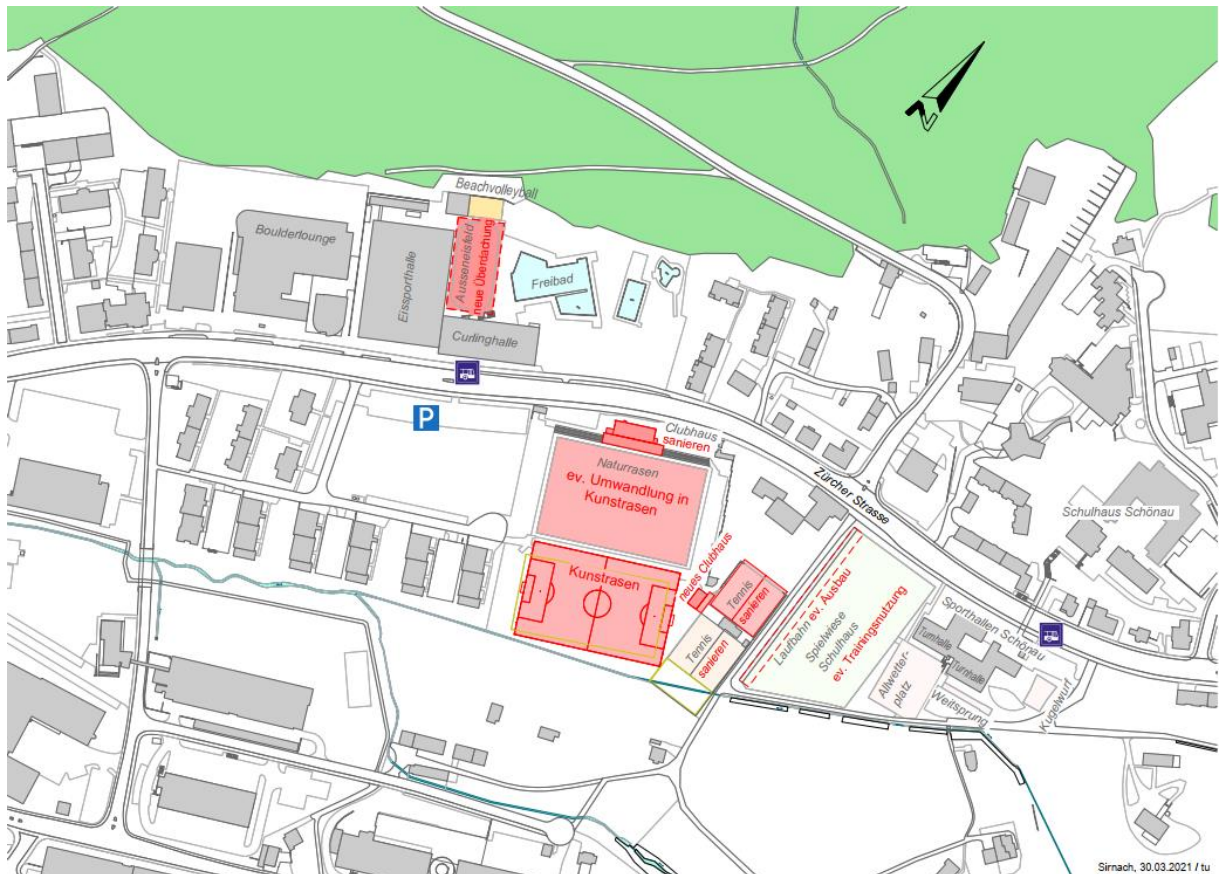 Beachvolleyball
Boulderlounge
Eissporthalle
Ausseneisfeld
neue Überdachung
Freibad
Curlinghalle
P
Clubhaus
sanieren
Naturrasen
ev. Umwandlung in
Kunstrasen
Zürcher Strasse
Schulhaus Schönau
Kunstrasen
neues Clubhaus
Tennis
sanieren
Tennis
sanieren
Laufbahn ev. Ausbau
Spielwiese
Schulhaus
ev. Trainingsnutzung
Sporthallen Schönau
Turnhalle
Turnhalle
Allwetter-
platz
Weitsprung
Kugelwurf
Sirnach, 30.03.2021 / tu